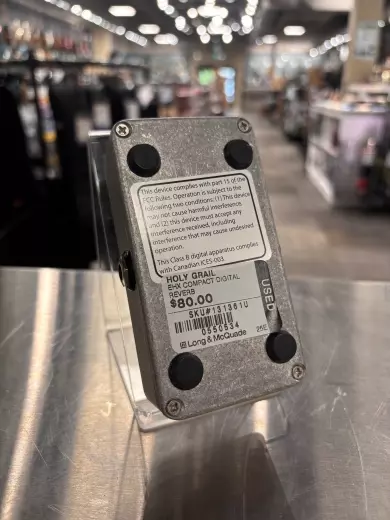 This device complies with part 15 of the
FCC Rules. Operation is subject to the
following two conditions: (1) This device
may not cause harmful interference,
and (2) this device must accept any
interference received, including
interference that may cause undesired
operation.
This Class B digital apparatus complies
with Canadian ICES-003.
HOLY GRAIL
EHX COMPACT DIGITAL
REVERB
$80.00
USED
SKU#131361U
0550534
Long & McQuade
25E